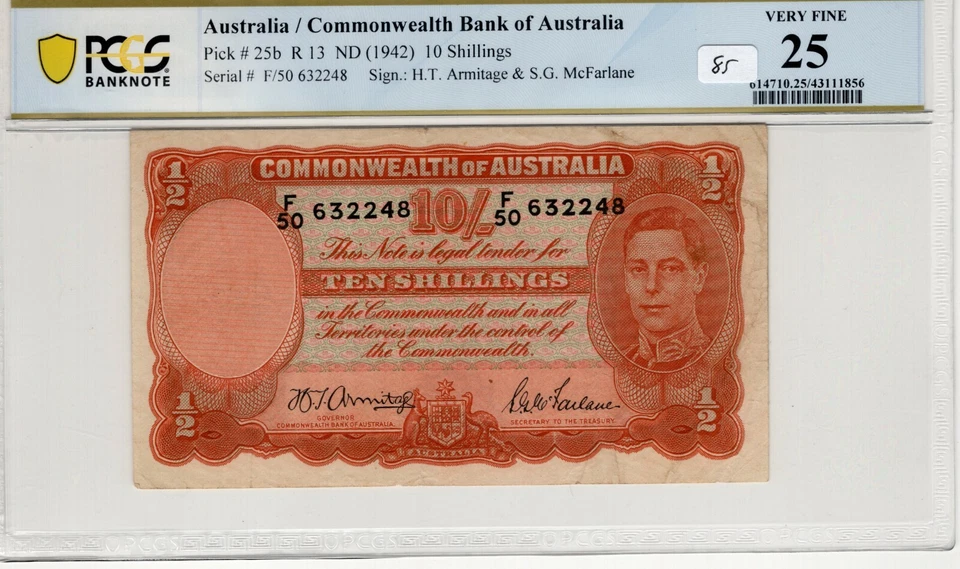 PCGS
BANKNOTE
Australia / Commonwealth Bank of Australia
Pick # 25b R 13 ND (1942) 10 Shillings
Serial # F/50 632248 Sign.: H.T. Armitage & S.G. McFarlane
85
VERY FINE
25
614710.25/43111856
1/2
COMMONWEALTH OF AUSTRALIA
1/2
F/50 632248
10/-
F/50 632248
This Note is legal tender for
TEN SHILLINGS
in the Commonwealth and in all
Territories under the control of
the Commonwealth.
1/2
H.T. Armitage
GOVERNOR
COMMONWEALTH BANK OF AUSTRALIA.
S.G. McFarlane
SECRETARY TO THE TREASURY.
1/2
AUSTRALIA